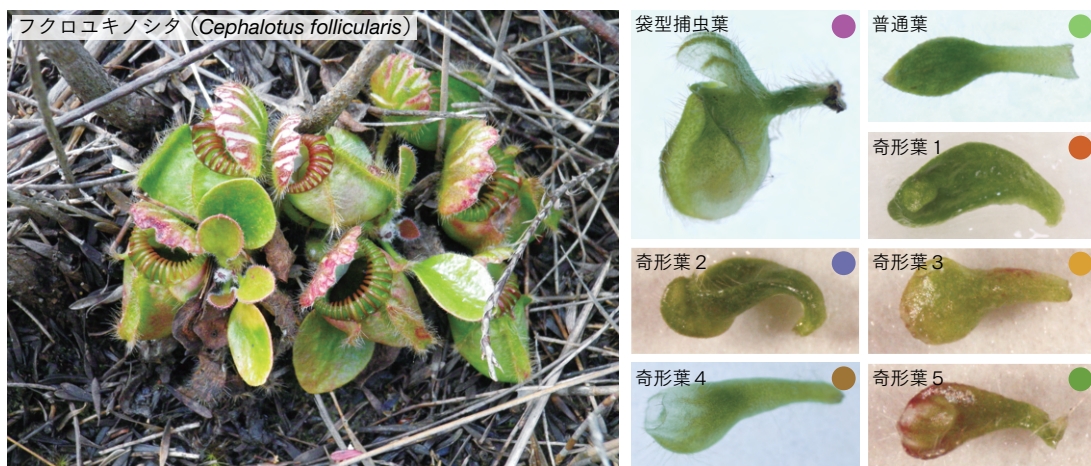 フクロユキノシタ (Cephalotus follicularis)
袋型捕虫葉
普通葉
奇形葉 1
奇形葉 2
奇形葉 3
奇形葉 4
奇形葉 5